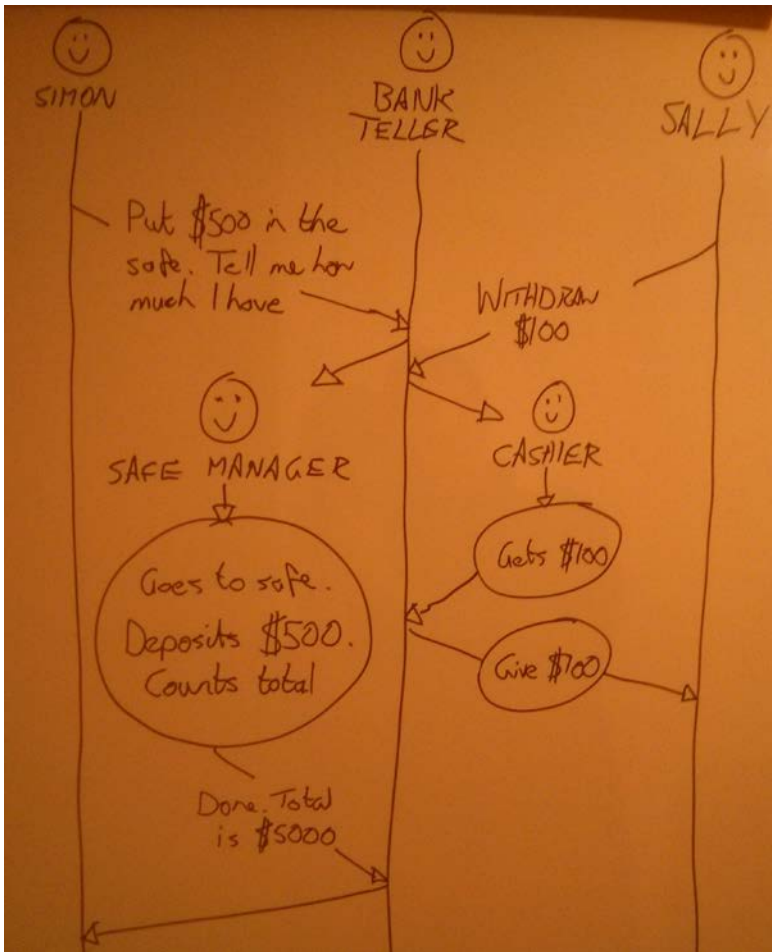 SIMON
BANK
TELLER
SALLY
Put $500 in the
safe. Tell me how
much I have
WITHDRAW
$100
SAFE MANAGER
CASHIER
Goes to safe.
Deposits $500.
Counts total
Gets $100
Give $100
Done. Total
is $5000